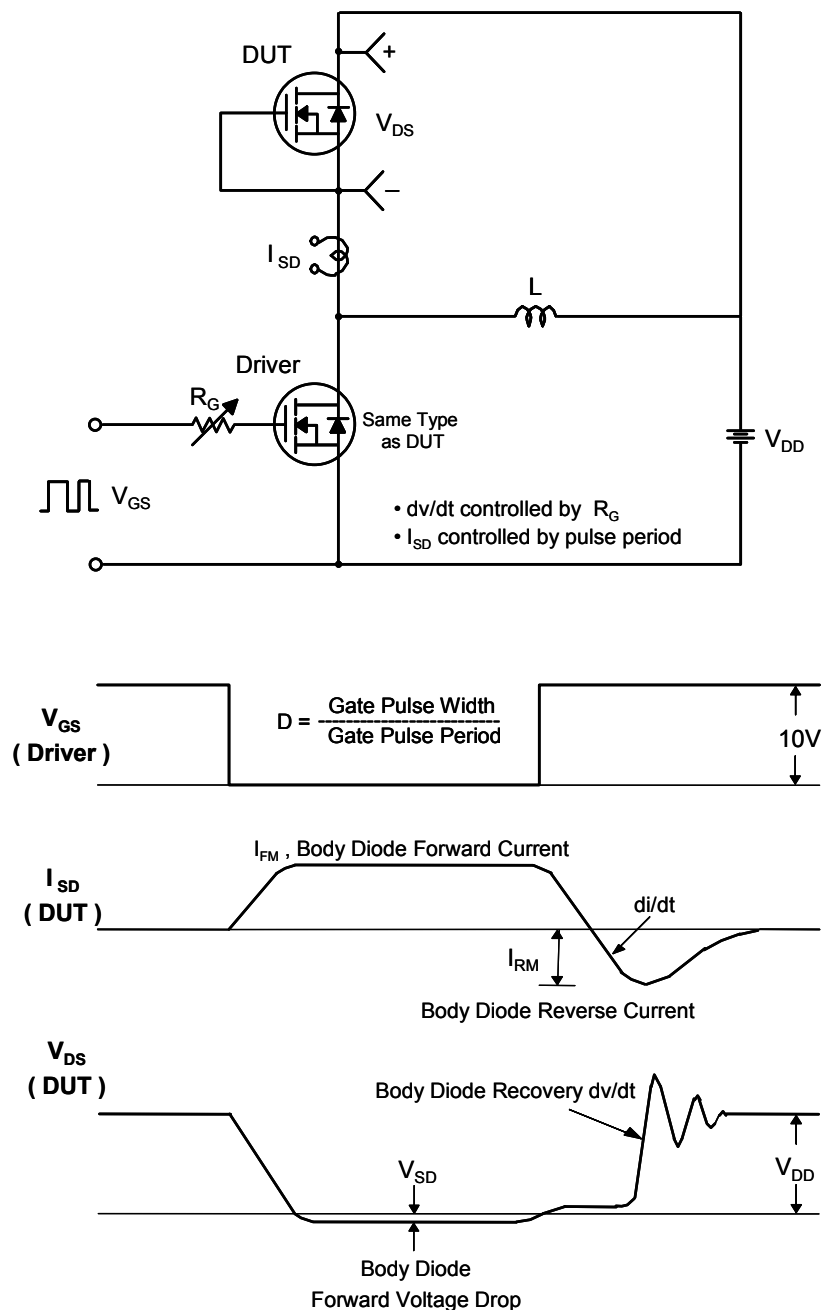 DUT
+
V_DS
–
I_SD
L
Driver
R_G
Same Type
as DUT
V_DD
V_GS
• dv/dt controlled by R_G
• I_SD controlled by pulse period
V_GS
( Driver )
D = Gate Pulse Width
Gate Pulse Period
10V
I_FM , Body Diode Forward Current
I_SD
( DUT )
di/dt
I_RM
Body Diode Reverse Current
V_DS
( DUT )
Body Diode Recovery dv/dt
V_SD
V_DD
Body Diode
Forward Voltage Drop